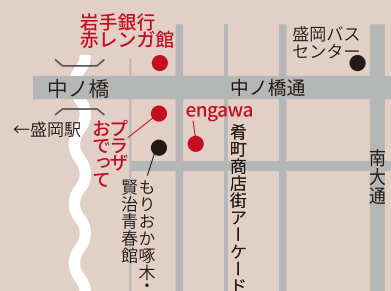 岩手銀行
赤レンガ館
盛岡バス
センター
中ノ橋
中ノ橋通
engawa
←盛岡駅
プラザ
おでって
肴町商店街アーケード
南大通
もりおか啄木・
賢治青春館